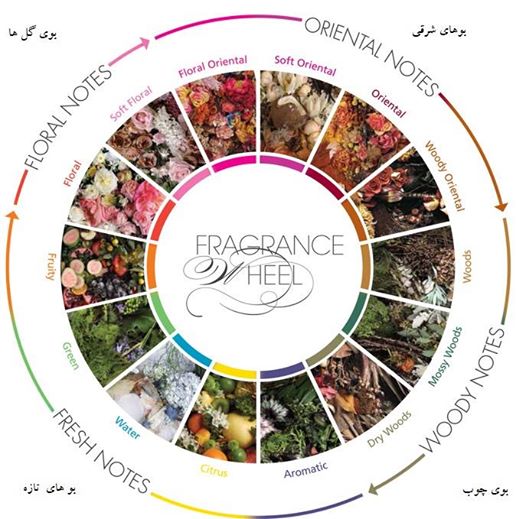 بوی گل ها
بوهای شرقی
FLORAL NOTES
ORIENTAL NOTES
Floral Oriental
Soft Oriental
Oriental
Woody Oriental
Woods
Mossy Woods
Dry Woods
Aromatic
Citrus
Water
Green
Fruity
Floral
Soft Floral
FRAGRANCE
WHEEL
FRESH NOTES
WOODY NOTES
بو های تازه
بوی چوب